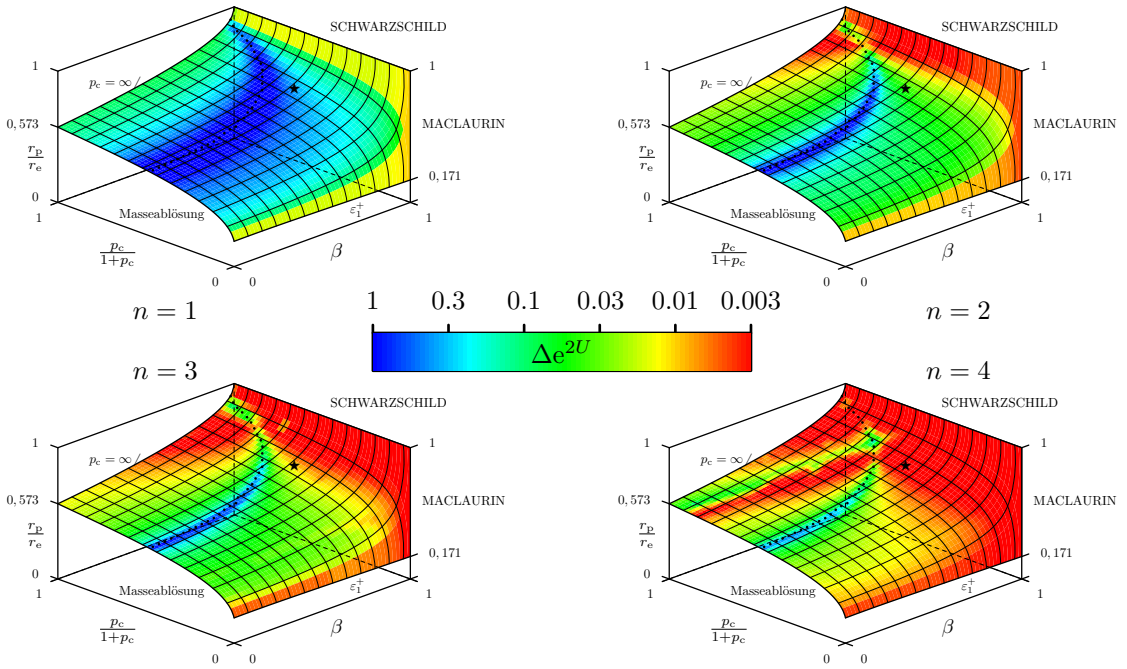 SCHWARZSCHILD
1
p_c = ∞
0,573
r_p/r_e
0
1
Masseablösung
p_c/(1+p_c)
0
0
β
ε₁⁺
1
0,171
MACLAURIN
1
n = 1
SCHWARZSCHILD
1
p_c = ∞
0,573
r_p/r_e
0
1
Masseablösung
p_c/(1+p_c)
0
0
β
ε₁⁺
1
0,171
MACLAURIN
1
n = 2
1 0.3 0.1 0.03 0.01 0.003
Δe^{2U}
n = 3
SCHWARZSCHILD
1
p_c = ∞
0,573
r_p/r_e
0
1
Masseablösung
p_c/(1+p_c)
0
0
β
ε₁⁺
1
0,171
MACLAURIN
1
n = 4
SCHWARZSCHILD
1
p_c = ∞
0,573
r_p/r_e
0
1
Masseablösung
p_c/(1+p_c)
0
0
β
ε₁⁺
1
0,171
MACLAURIN
1